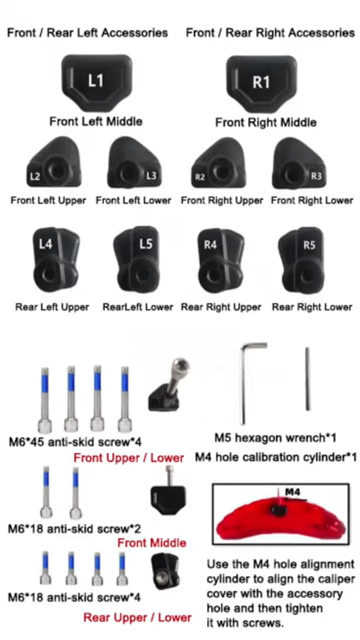 Front / Rear Left Accessories
Front / Rear Right Accessories
L1
R1
Front Left Middle
Front Right Middle
L2
L3
R2
R3
Front Left Upper
Front Left Lower
Front Right Upper
Front Right Lower
L4
L5
R4
R5
Rear Left Upper
RearLeft Lower
Rear Right Upper
Rear Right Lower
M6*45 anti-skid screw*4
Front Upper / Lower
M5 hexagon wrench*1
M4 hole calibration cylinder*1
M6*18 anti-skid screw*2
Front Middle
M6*18 anti-skid screw*4
Rear Upper / Lower
M4
Use the M4 hole alignment
cylinder to align the caliper
cover with the accessory
hole and then tighten
it with screws.